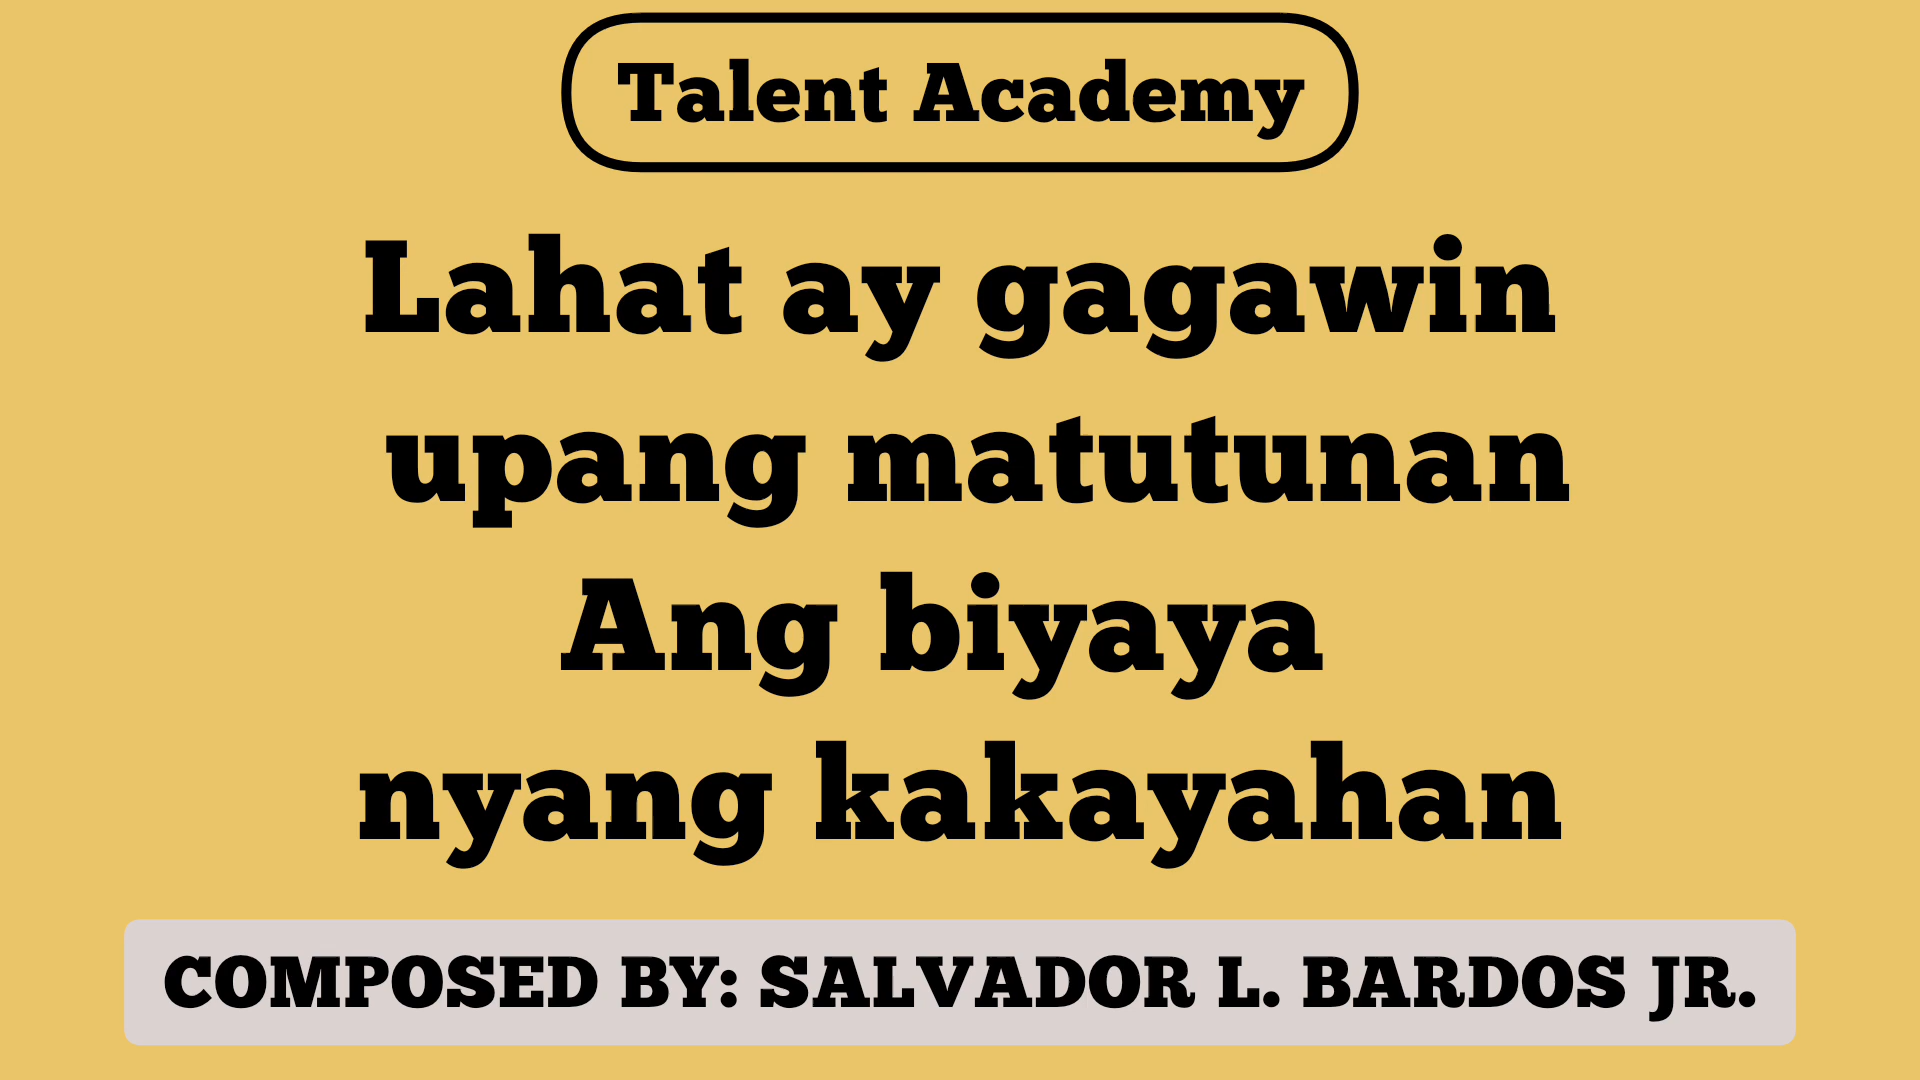 Talent Academy
Lahat ay gagawin
upang matutunan
Ang biyaya
nyang kakayahan
COMPOSED BY: SALVADOR L. BARDOS JR.